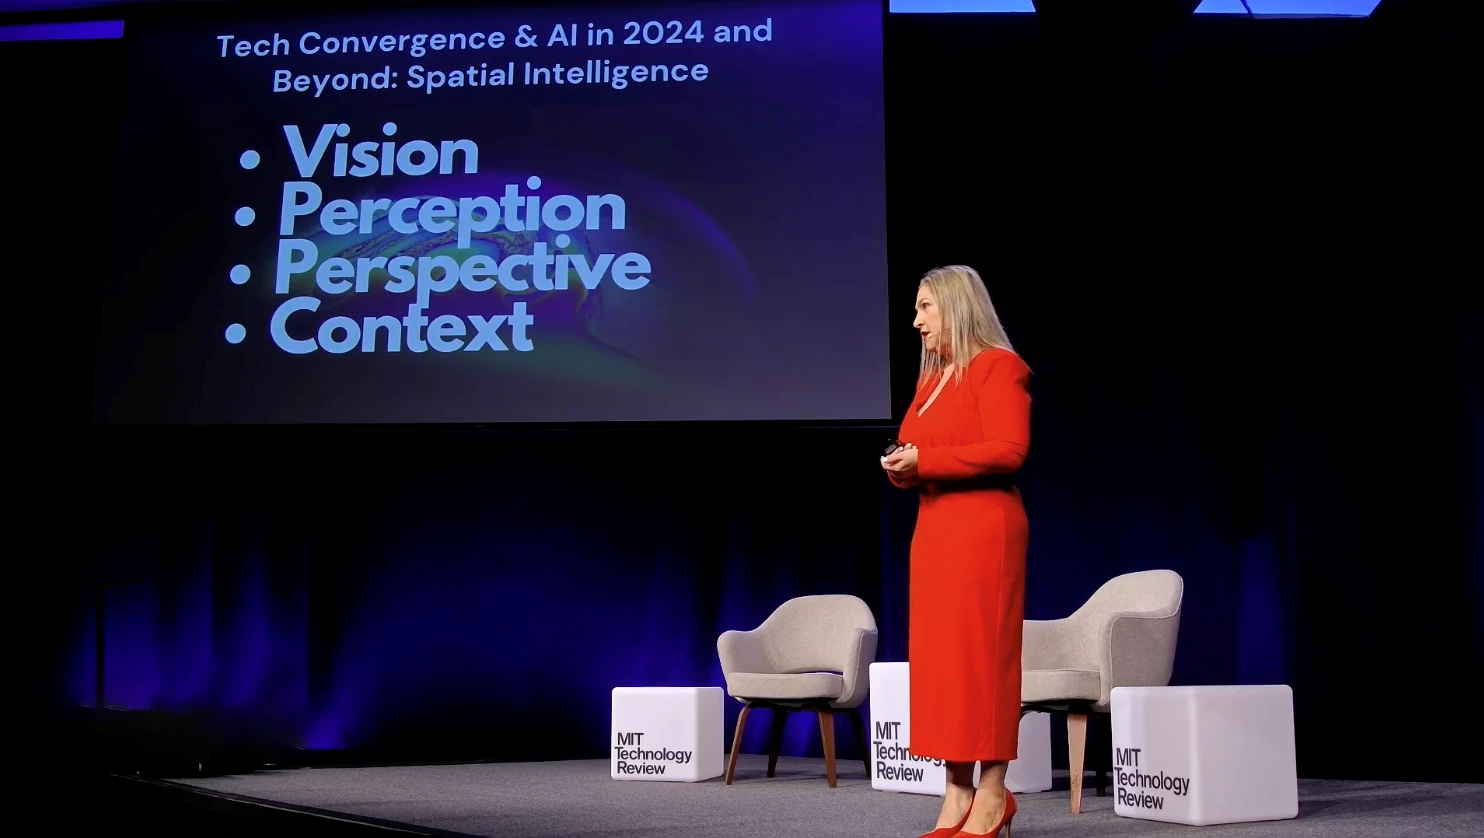 Tech Convergence & AI in 2024 and
Beyond: Spatial Intelligence
• Vision
• Perception
• Perspective
• Context
MIT
Technology
Review
MIT
Technology
Review
MIT
Technology
Review